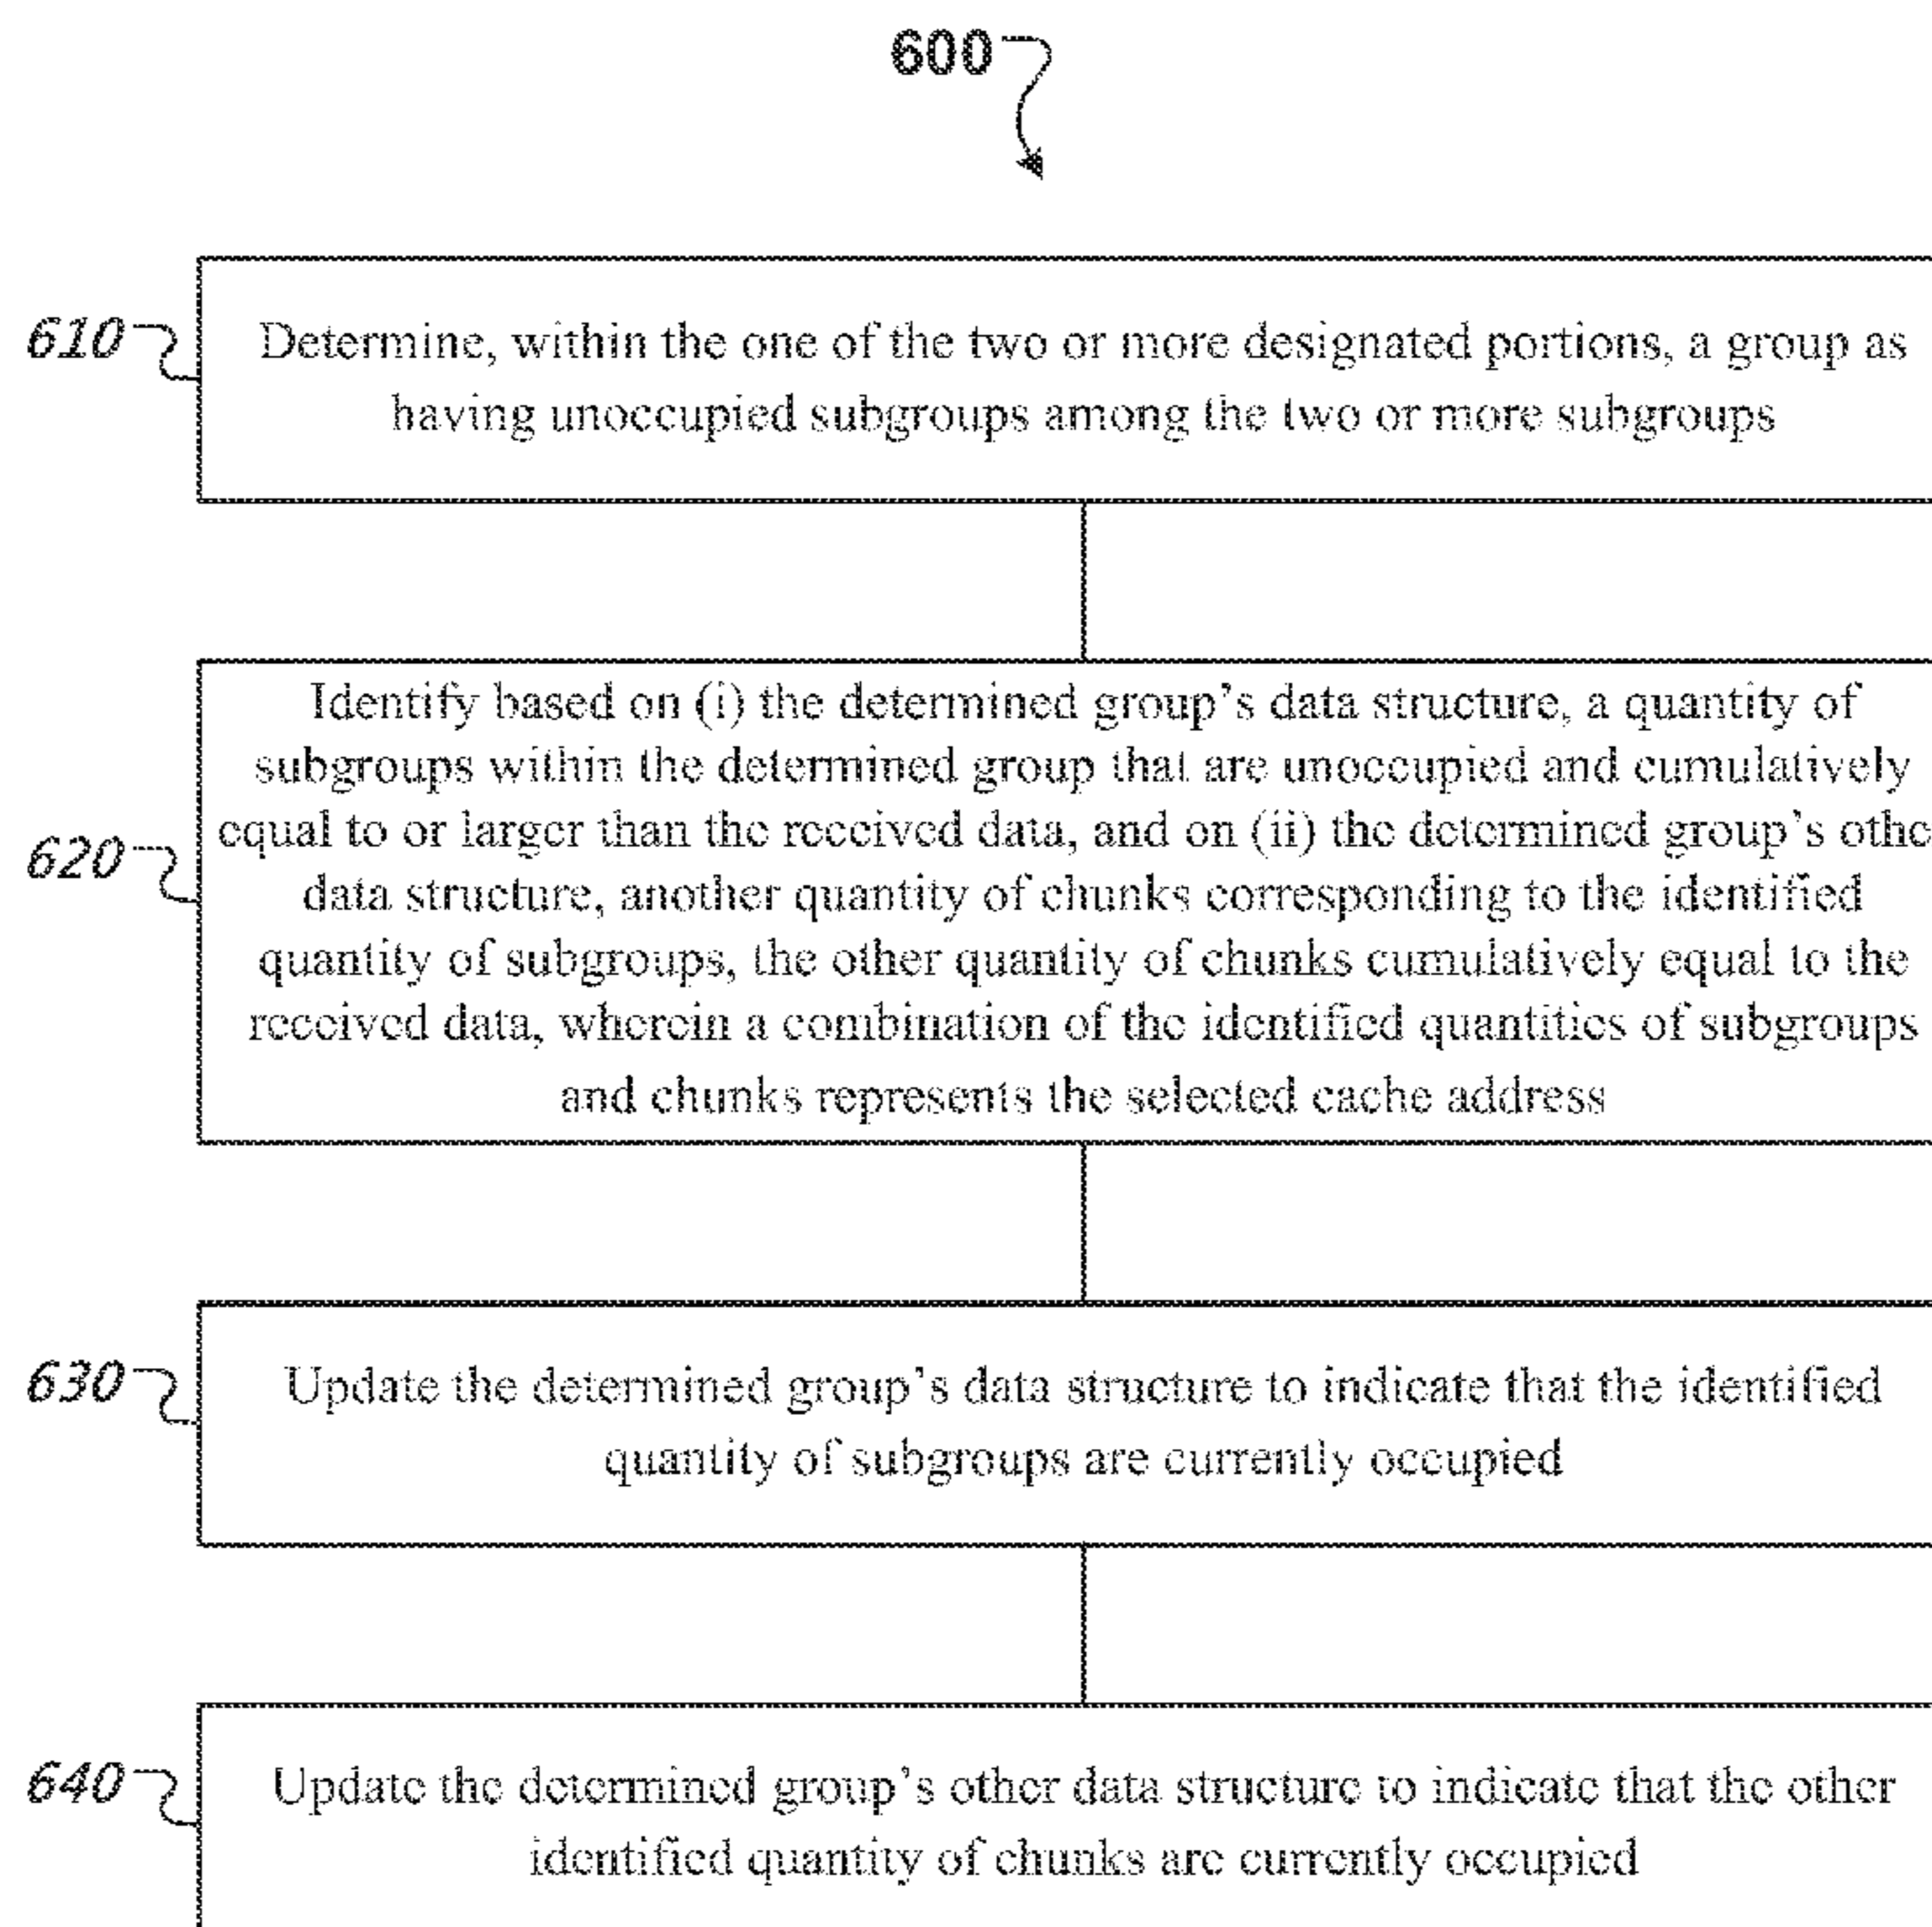 600
610
Determine, within the one of the two or more designated portions, a group as
having unoccupied subgroups among the two or more subgroups
620
Identify based on (i) the determined group's data structure, a quantity of
subgroups within the determined group that are unoccupied and cumulatively
equal to or larger than the received data, and on (ii) the determined group's othe
data structure, another quantity of chunks corresponding to the identified
quantity of subgroups, the other quantity of chunks cumulatively equal to the
received data, wherein a combination of the identified quantities of subgroups
and chunks represents the selected cache address
630
Update the determined group's data structure to indicate that the identified
quantity of subgroups are currently occupied
640
Update the determined group's other data structure to indicate that the other
identified quantity of chunks are currently occupied